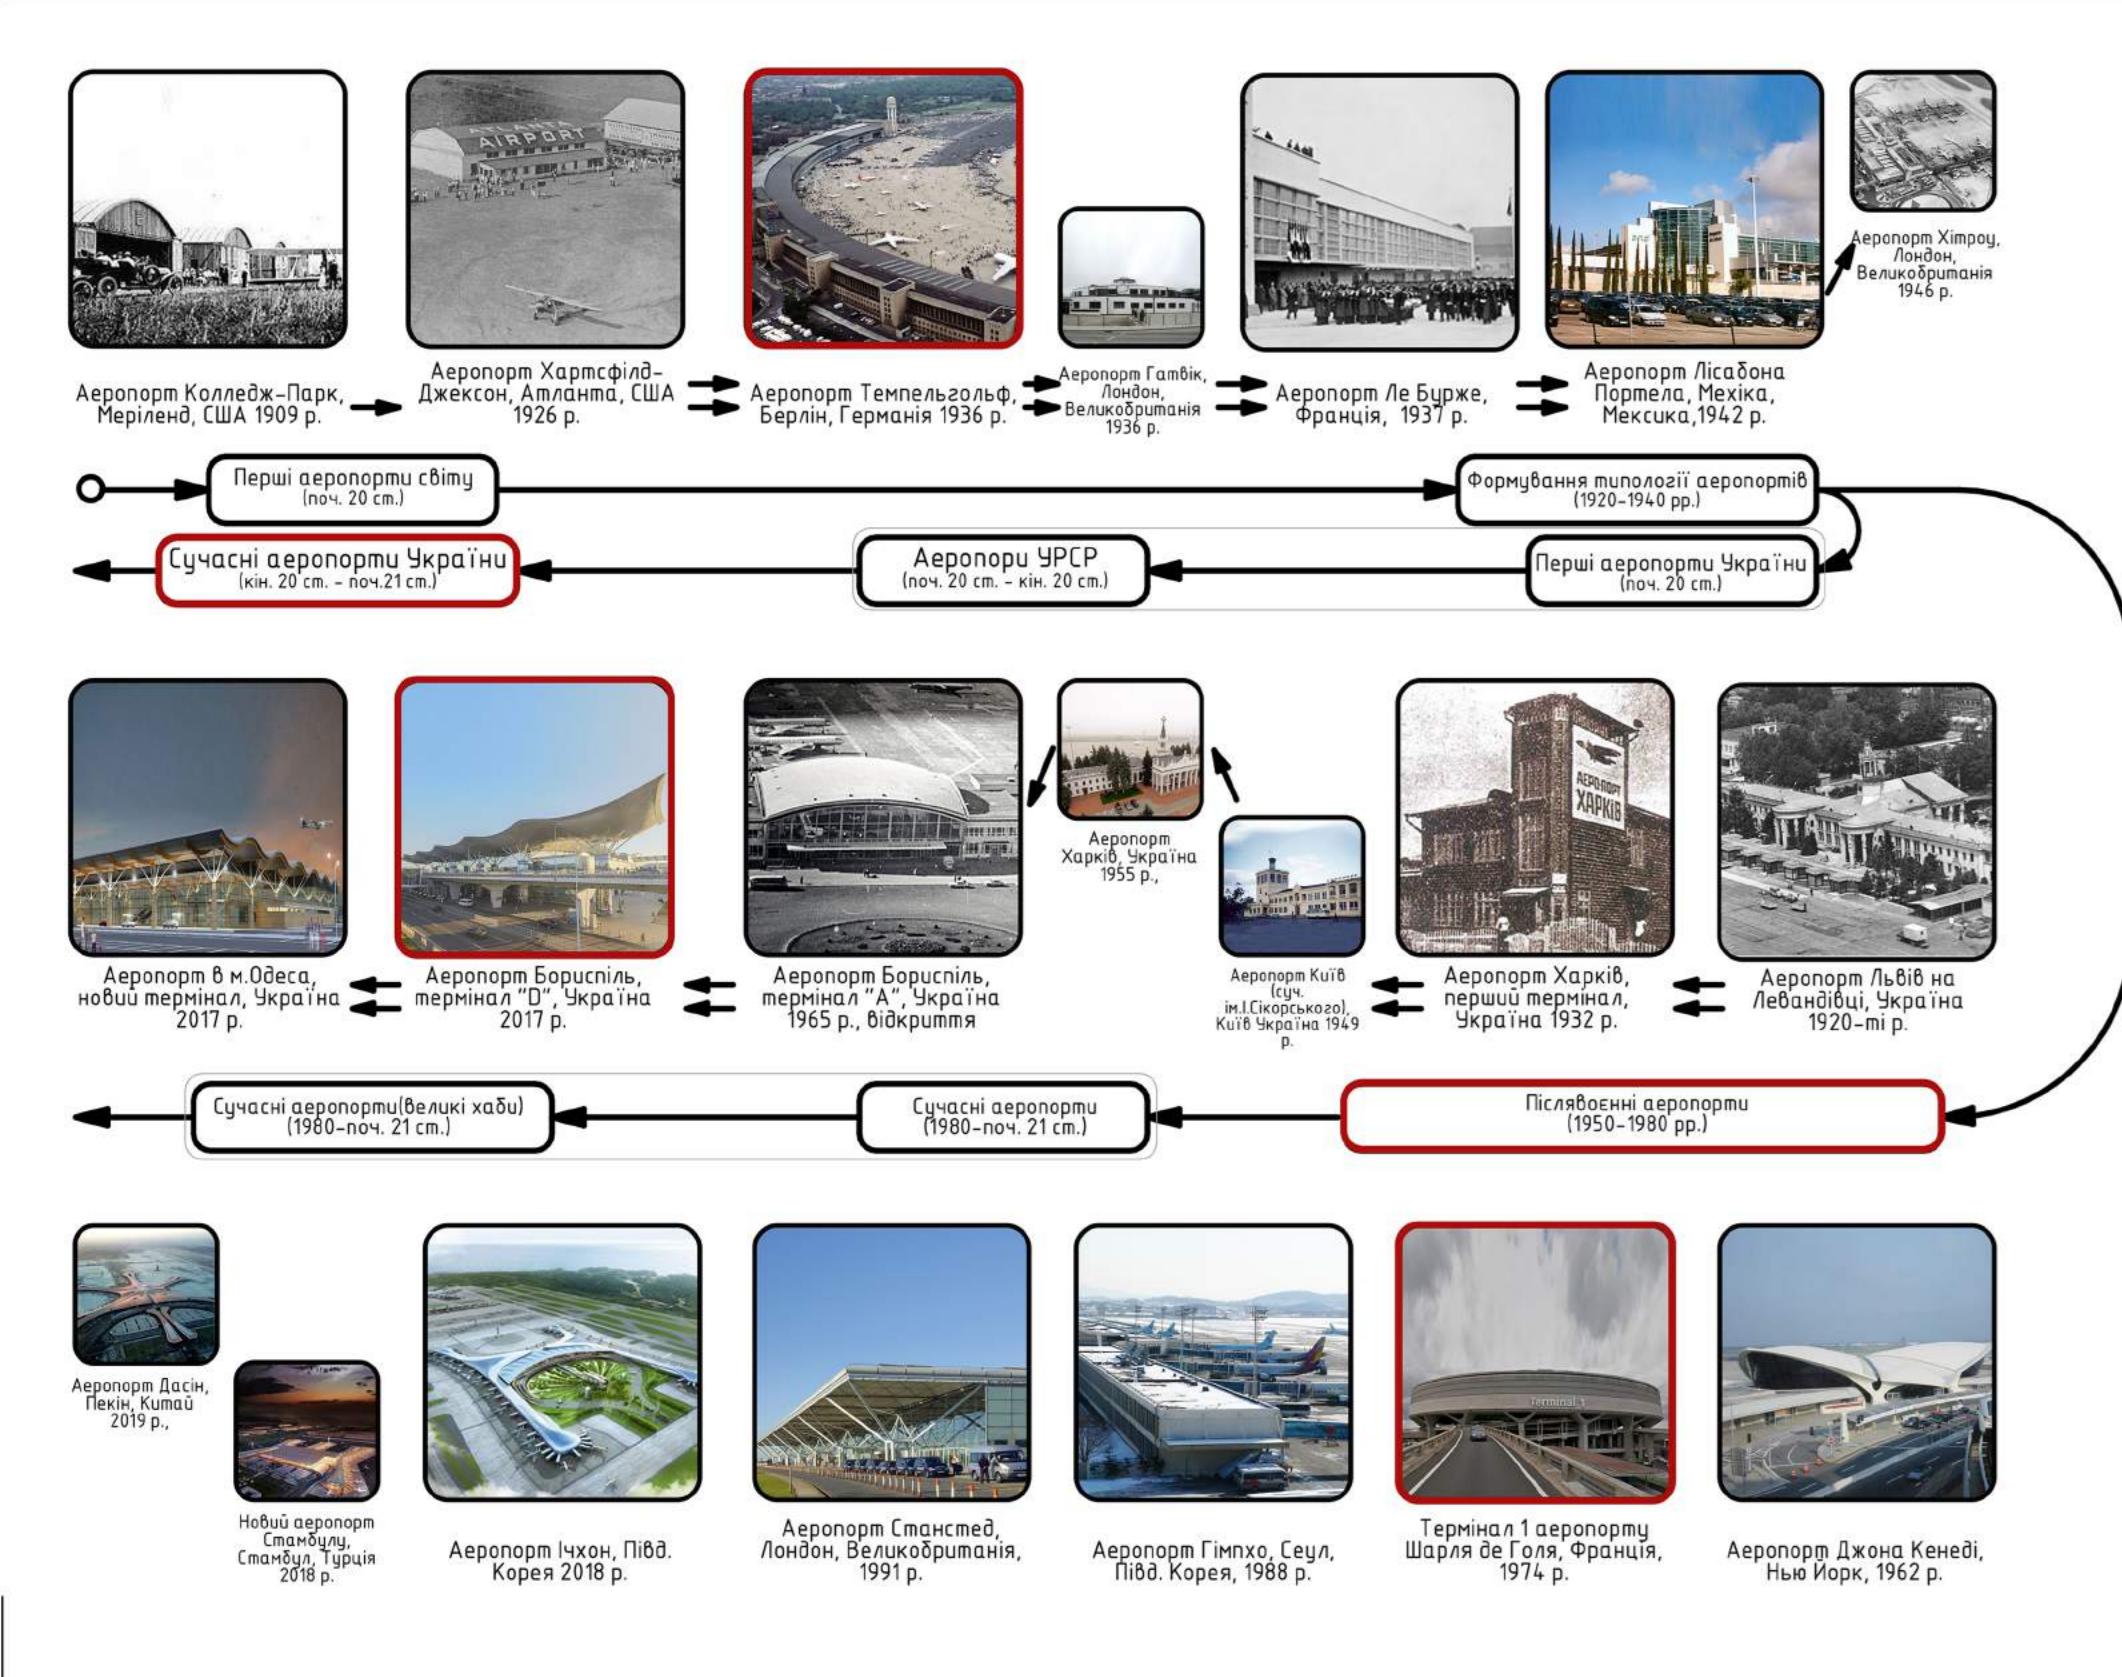 ATLANTA
AIRPORT
Аеропорт Колледж-Парк,
Меріленд, США 1909 р.
Аеропорт Хартсфілд-
Джексон, Атланта, США
1926 р.
Аеропорт Темпельгольф,
Берлін, Германія 1936 р.
Аеропорт Гатвік,
Лондон,
Великобританія
1936 р.
Аеропорт Ле Бурже,
Франція, 1937 р.
Аеропорт Лісабона
Портела, Мехіка,
Мексика,1942 р.
Аеропорт Хітроу,
Лондон,
Великобританія
1946 р.
Перші аеропорти світу
(поч. 20 ст.)
Формування типології аеропортів
(1920-1940 рр.)
Сучасні аеропорти України
(кін. 20 ст. - поч.21 ст.)
Аеропори УРСР
(поч. 20 ст. - кін. 20 ст.)
Перші аеропорти України
(поч. 20 ст.)
АЕРО-ПОРТ
ХАРКІВ
Аеропорт в м.Одеса,
новий термінал, Україна
2017 р.
Аеропорт Бориспіль,
термінал "D", Україна
2017 р.
Аеропорт Бориспіль,
термінал "А", Україна
1965 р., відкриття
Аеропорт
Харків, Україна
1955 р.,
Аеропорт Київ
(суч.
ім.І.Сікорського),
Київ Україна 1949
р.
Аеропорт Харків,
перший термінал,
Україна 1932 р.
Аеропорт Львів на
Левандівці, Україна
1920-ті р.
Сучасні аеропорти(великі хаби)
(1980-поч. 21 ст.)
Сучасні аеропорти
(1980-поч. 21 ст.)
Післявоєнні аеропорти
(1950-1980 рр.)
Terminal 1
Аеропорт Дасін,
Пекін, Китай
2019 р.,
Новий аеропорт
Стамбулу,
Стамбул, Турція
2018 р.
Аеропорт Ічхон, Півд.
Корея 2018 р.
Аеропорт Станстед,
Лондон, Великобританія,
1991 р.
Аеропорт Гімпхо, Сеул,
Півд. Корея, 1988 р.
Термінал 1 аеропорту
Шарля де Голя, Франція,
1974 р.
Аеропорт Джона Кенеді,
Нью Йорк, 1962 р.